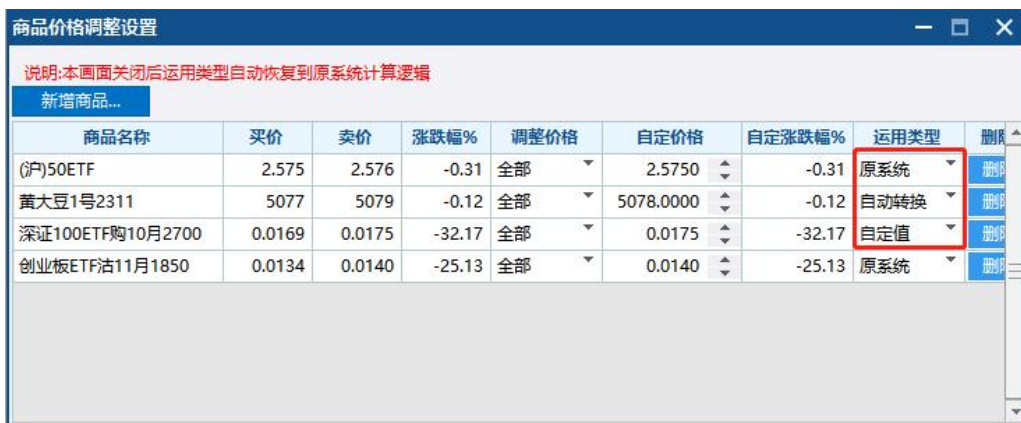 商品价格调整设置
说明:本画面关闭后运用类型自动恢复到原系统计算逻辑
新增商品...
商品名称 买价 卖价 涨跌幅% 调整价格 自定价格 自定涨跌幅% 运用类型
(沪)50ETF 2.575 2.576 -0.31 全部 2.5750 -0.31 原系统
黄大豆1号2311 5077 5079 -0.12 全部 5078.0000 -0.12 自动转换
深证100ETF购10月2700 0.0169 0.0175 -32.17 全部 0.0175 -32.17 自定值
创业板ETF沽11月1850 0.0134 0.0140 -25.13 全部 0.0140 -25.13 原系统